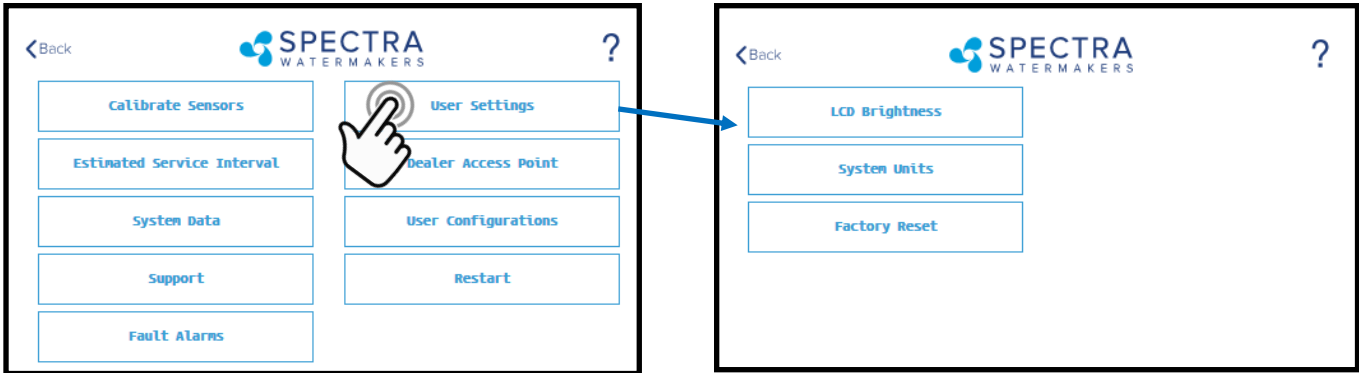 Back
SPECTRA
WATERMAKERS
?
Calibrate Sensors
User Settings
Estimated Service Interval
Dealer Access Point
System Data
User Configurations
Support
Restart
Fault Alarms
Back
SPECTRA
WATERMAKERS
?
LCD Brightness
System Units
Factory Reset